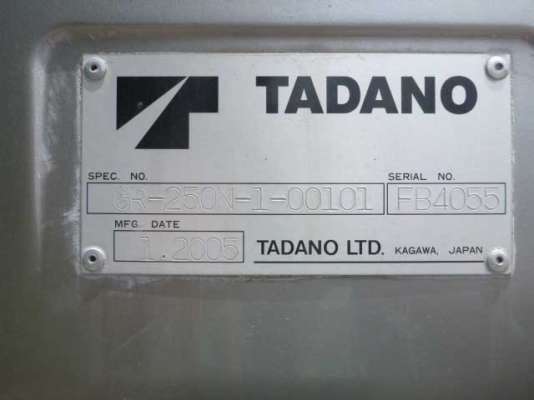 TADANO
SPEC. NO. SERIAL NO.
GR-250N-1-00101 FB4055
MFG. DATE
1.2005 TADANO LTD. KAGAWA, JAPAN